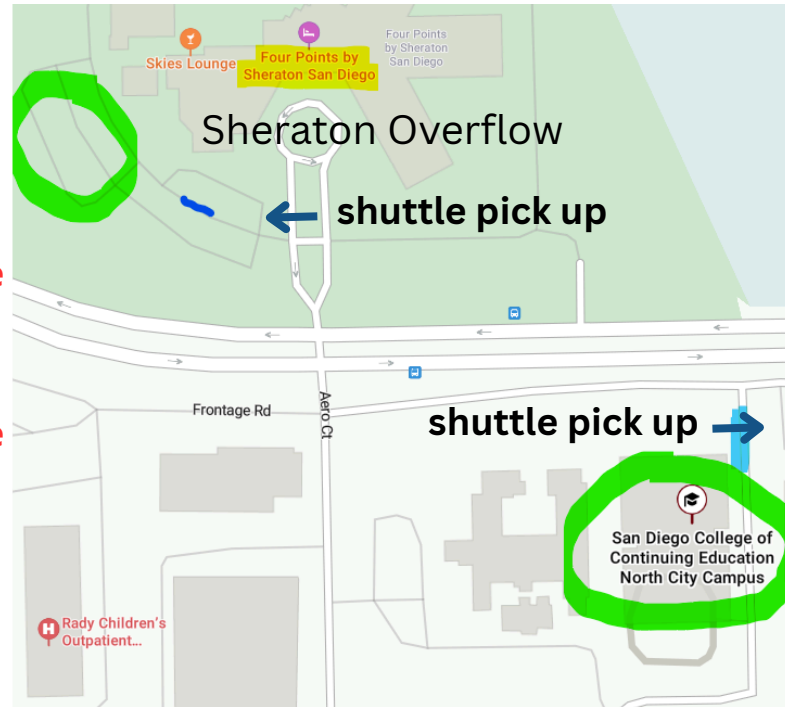 Skies Lounge
Four Points by
Sheraton San Diego
Four Points
by Sheraton
San Diego
Sheraton Overflow
shuttle pick up
e
Aero Ct
Frontage Rd
shuttle pick up
e
San Diego College of
Continuing Education
North City Campus
H
Rady Children's
Outpatient...